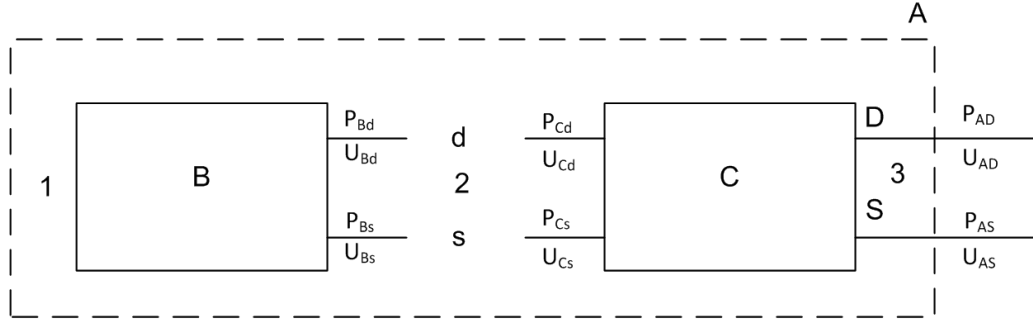 A
P_Bd
d
P_Cd
D
P_AD
U_Bd
U_Cd
U_AD
1
B
2
C
3
P_Bs
s
P_Cs
S
P_AS
U_Bs
U_Cs
U_AS